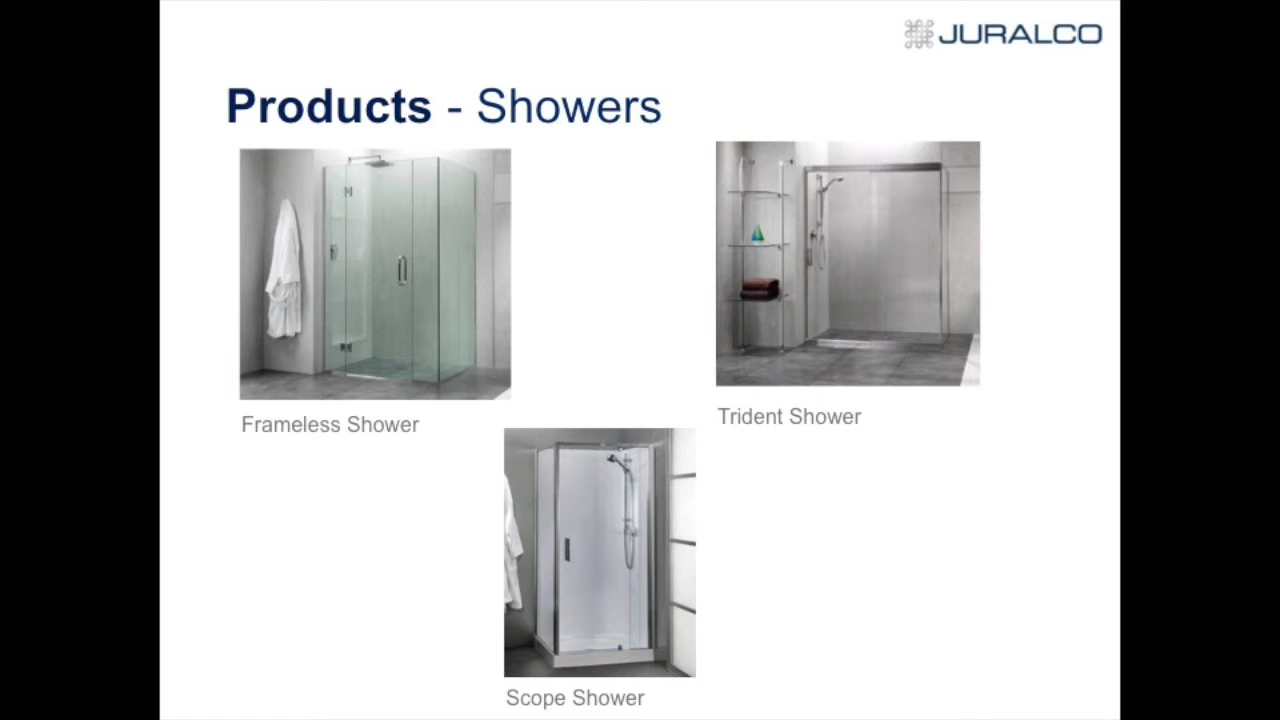 JURALCO
Products - Showers
Frameless Shower
Trident Shower
Scope Shower